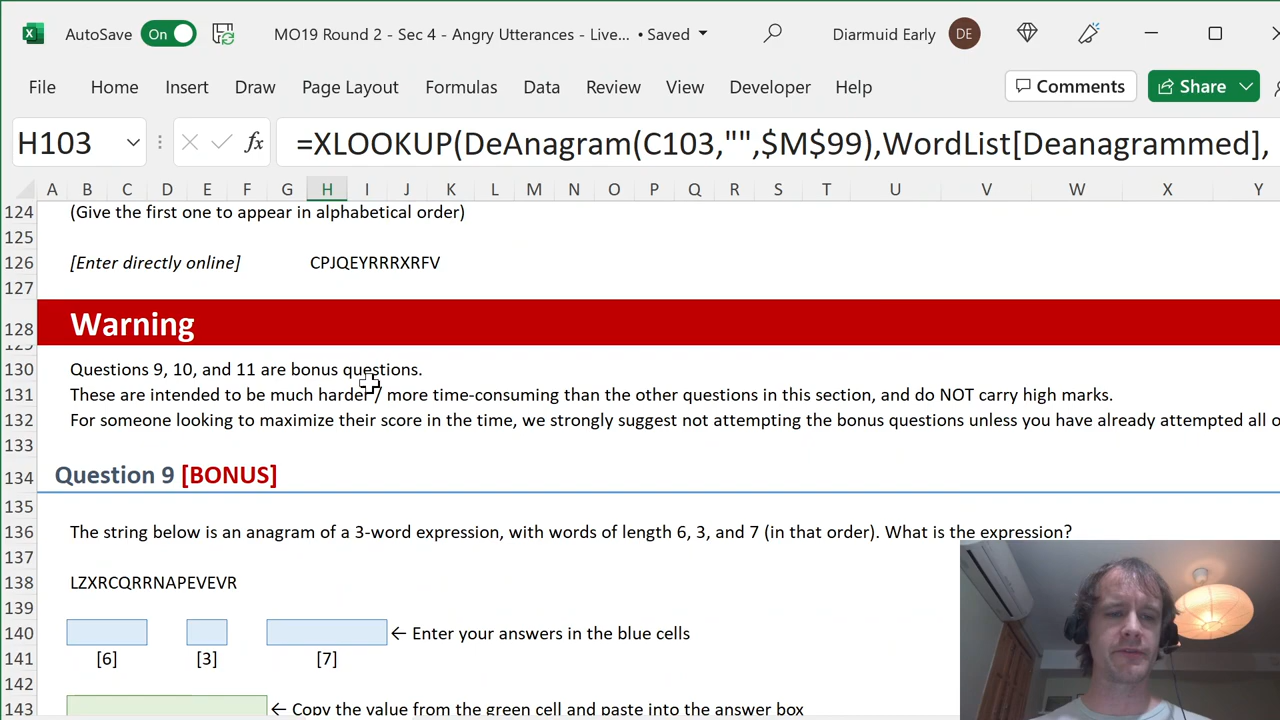 AutoSave On MO19 Round 2 - Sec 4 - Angry Utterances - Live... • Saved Diarmuid Early DE
File Home Insert Draw Page Layout Formulas Data Review View Developer Help Comments Share
H103 fx =XLOOKUP(DeAnagram(C103,"",$M$99),WordList[Deanagrammed],
A B C D E F G H I J K L M N O P Q R S T U V W X Y
124 (Give the first one to appear in alphabetical order)
125
126 [Enter directly online] CPJQEYRRRXRFV
127
128 Warning
129
130 Questions 9, 10, and 11 are bonus questions.
131 These are intended to be much harder / more time-consuming than the other questions in this section, and do NOT carry high marks.
132 For someone looking to maximize their score in the time, we strongly suggest not attempting the bonus questions unless you have already attempted all o
133
134 Question 9 [BONUS]
135
136 The string below is an anagram of a 3-word expression, with words of length 6, 3, and 7 (in that order). What is the expression?
137
138 LZXRCQRRNAPEVEVR
139
140 ← Enter your answers in the blue cells
141 [6] [3] [7]
142
143 ← Copy the value from the green cell and paste into the answer box